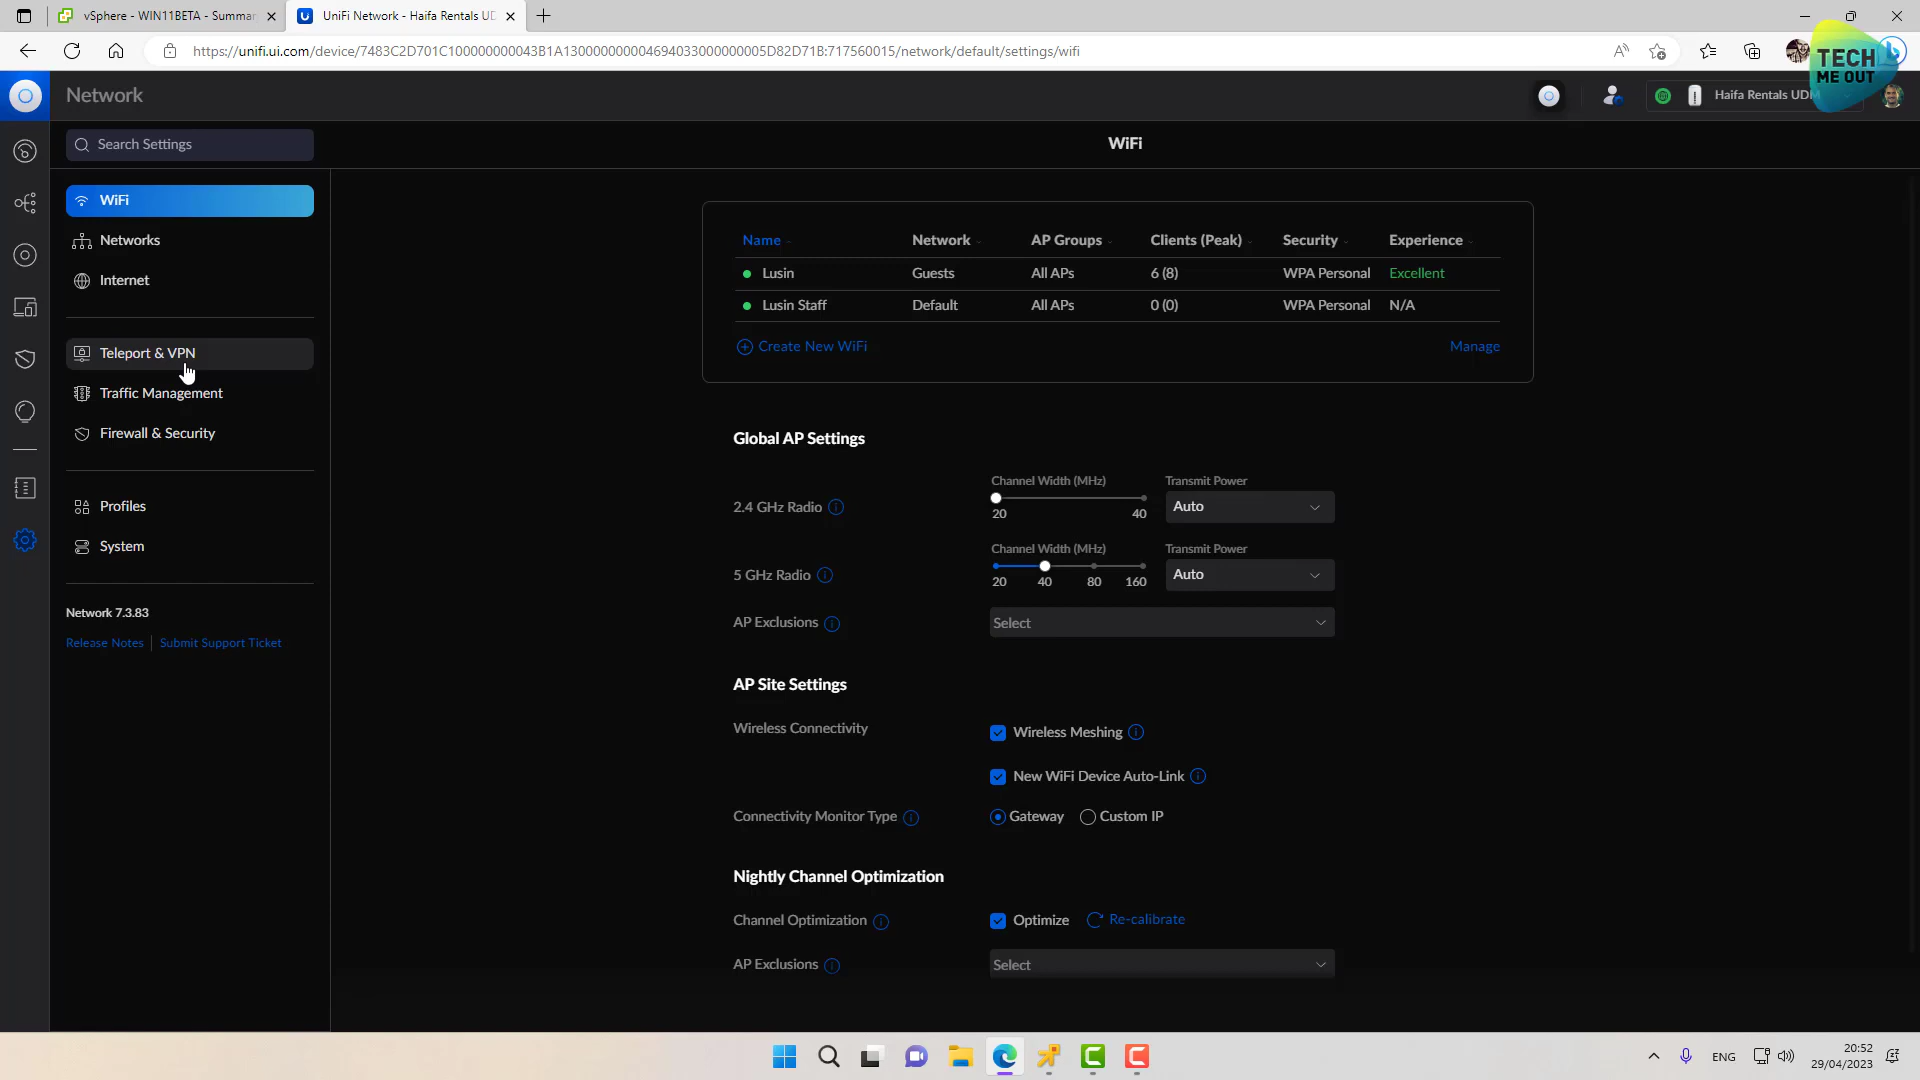 vSphere - WIN11BETA - Summar
UniFi Network - Haifa Rentals UD
https://unifi.ui.com/device/7483C2D701C100000000043B1A130000000004694033000000005D82D71B:717560015/network/default/settings/wifi
TECH
ME OUT
Network
Haifa Rentals UDM
Search Settings
WiFi
WiFi
Networks
Internet
Teleport & VPN
Traffic Management
Firewall & Security
Profiles
System
Network 7.3.83
Release Notes | Submit Support Ticket
Name Network AP Groups Clients (Peak) Security Experience
Lusin Guests All APs 6 (8) WPA Personal Excellent
Lusin Staff Default All APs 0 (0) WPA Personal N/A
Create New WiFi Manage
Global AP Settings
Channel Width (MHz) Transmit Power
2.4 GHz Radio Auto
20 40
Channel Width (MHz) Transmit Power
5 GHz Radio Auto
20 40 80 160
AP Exclusions Select
AP Site Settings
Wireless Connectivity Wireless Meshing
New WiFi Device Auto-Link
Connectivity Monitor Type Gateway Custom IP
Nightly Channel Optimization
Channel Optimization Optimize Re-calibrate
AP Exclusions Select
ENG
20:52
29/04/2023